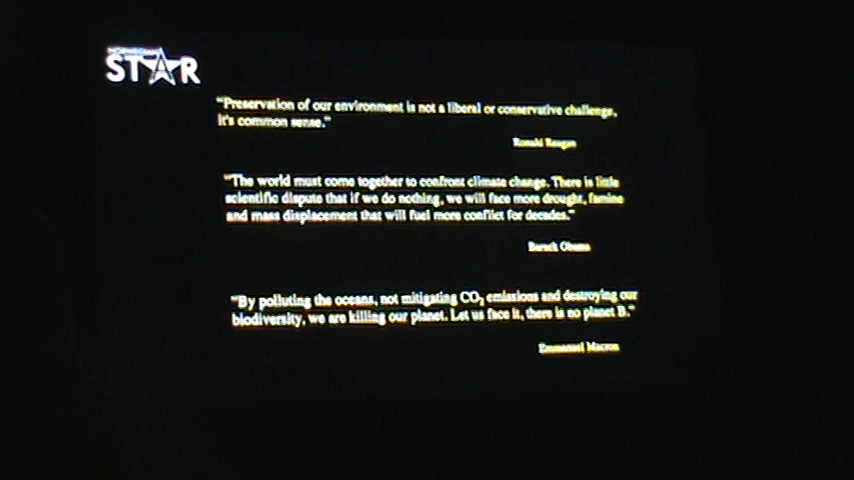 NORWEGIAN
STAR
"Preservation of our environment is not a liberal or conservative challenge,
it's common sense."
Ronald Reagan
"The world must come together to confront climate change. There is little
scientific dispute that if we do nothing, we will face more drought, famine
and mass displacement that will fuel more conflict for decades."
Barack Obama
"By polluting the oceans, not mitigating CO₂ emissions and destroying our
biodiversity, we are killing our planet. Let us face it, there is no planet B."
Emmanuel Macron